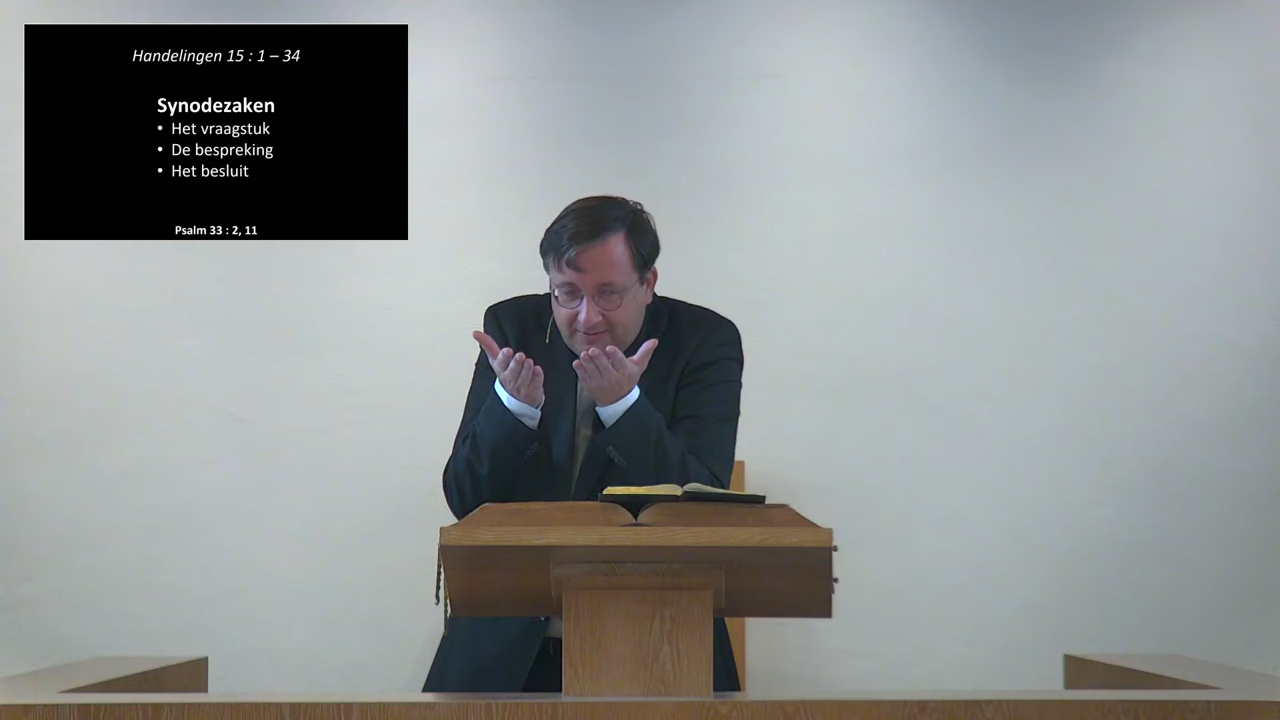 Handelingen 15 : 1 – 34
Synodezaken
• Het vraagstuk
• De bespreking
• Het besluit
Psalm 33 : 2, 11